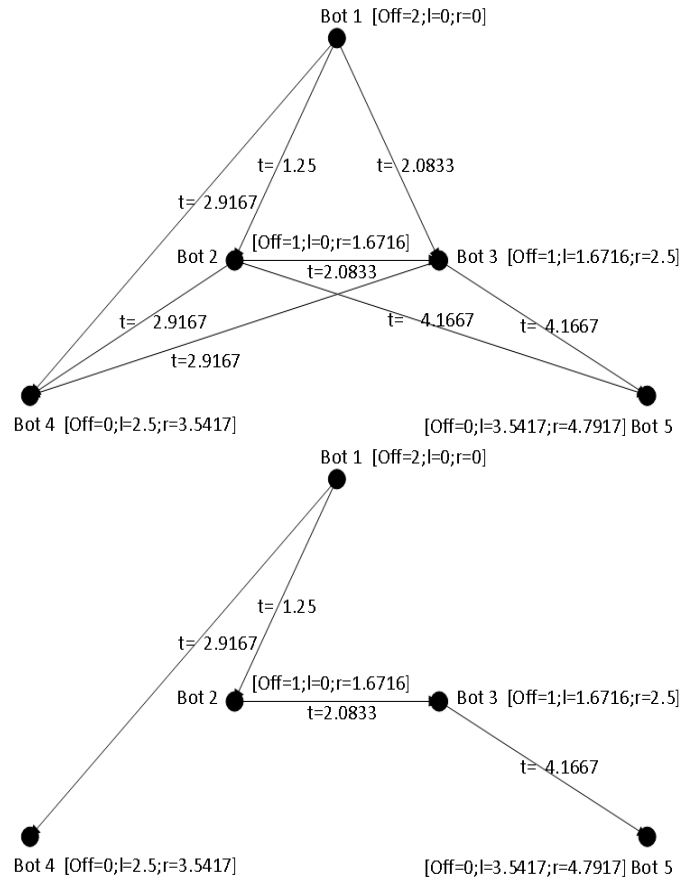 Bot 1 [Off=2;l=0;r=0]
t= 1.25
t= 2.0833
t= 2.9167
[Off=1;l=0;r=1.6716]
Bot 2
Bot 3 [Off=1;l=1.6716;r=2.5]
t=2.0833
t= 2.9167
t= 4.1667
t= 4.1667
t=2.9167
Bot 4 [Off=0;l=2.5;r=3.5417]
[Off=0;l=3.5417;r=4.7917] Bot 5
Bot 1 [Off=2;l=0;r=0]
t= 1.25
t= 2.9167
[Off=1;l=0;r=1.6716]
Bot 2
Bot 3 [Off=1;l=1.6716;r=2.5]
t=2.0833
t= 4.1667
Bot 4 [Off=0;l=2.5;r=3.5417]
[Off=0;l=3.5417;r=4.7917] Bot 5